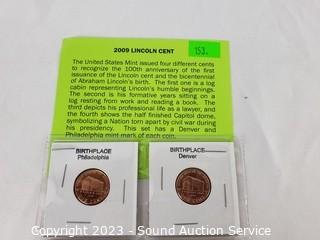 2009 LINCOLN CENT
153.
The United States Mint issued four different cents
to recognize the 100th anniversary of the first
issuance of the Lincoln cent and the bicentennial
of Abraham Lincoln's birth. The first one is a log
cabin representing Lincoln's humble beginnings.
The second is his formative years sitting on a
log resting from work and reading a book. The
third depicts his professional life as a lawyer, and
the fourth shows the half finished Capitol dome,
symbolizing a Nation torn apart by civil war during
his presidency. This set has a Denver and
Philadelphia mint mark of each coin.
BIRTHPLACE
Philadelphia
BIRTHPLACE
Denver
Copyright 2023 - Sound Auction Service